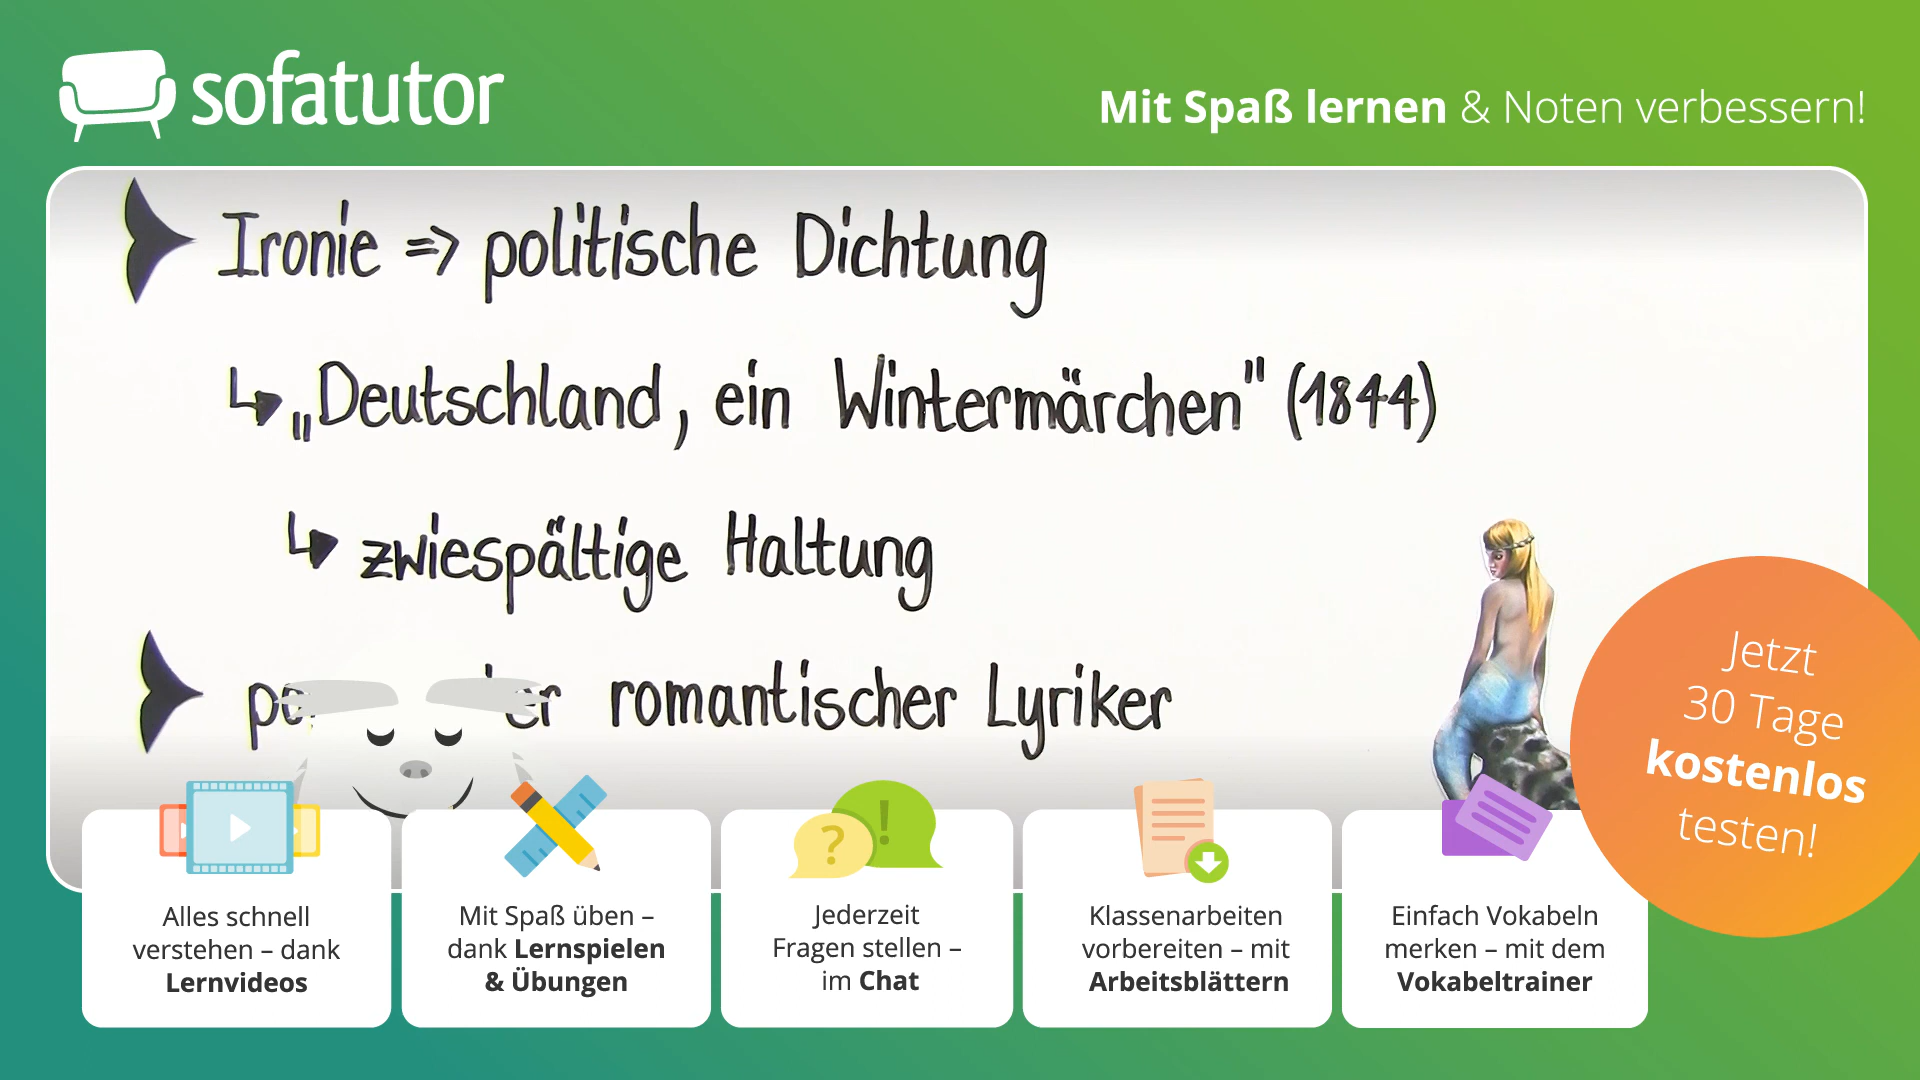 sofatutor
Mit Spaß lernen & Noten verbessern!
Ironie => politische Dichtung
„Deutschland, ein Wintermärchen" (1844)
zwiespältige Haltung
romantischer Lyriker
Jetzt
30 Tage
kostenlos
testen!
?
!
Alles schnell
verstehen – dank
Lernvideos
Mit Spaß üben –
dank Lernspielen
& Übungen
Jederzeit
Fragen stellen –
im Chat
Klassenarbeiten
vorbereiten – mit
Arbeitsblättern
Einfach Vokabeln
merken – mit dem
Vokabeltrainer